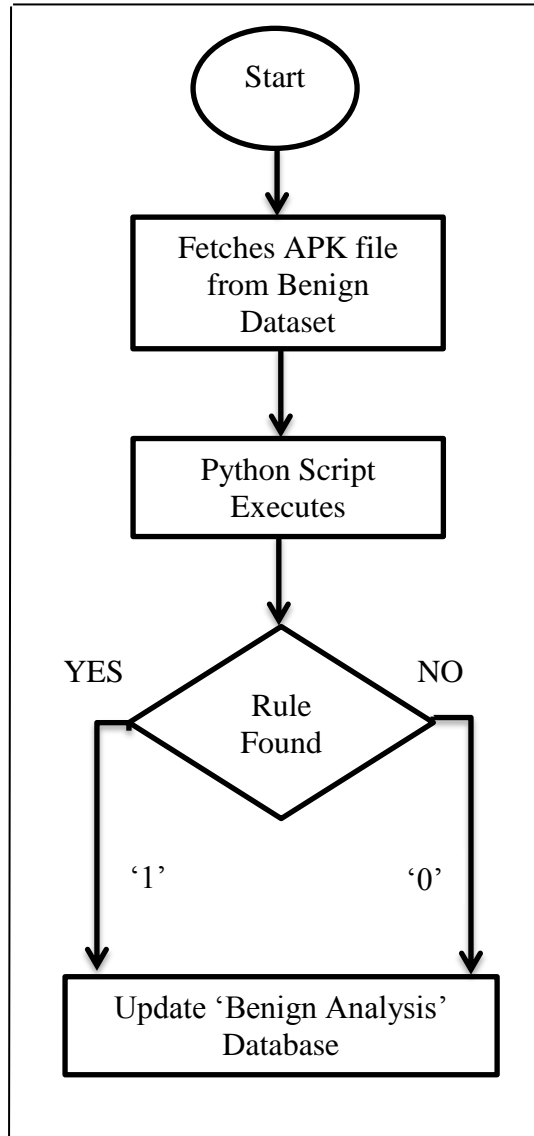 Start
Fetches APK file
from Benign
Dataset
Python Script
Executes
YES
NO
Rule
Found
‘1’
‘0’
Update ‘Benign Analysis’
Database